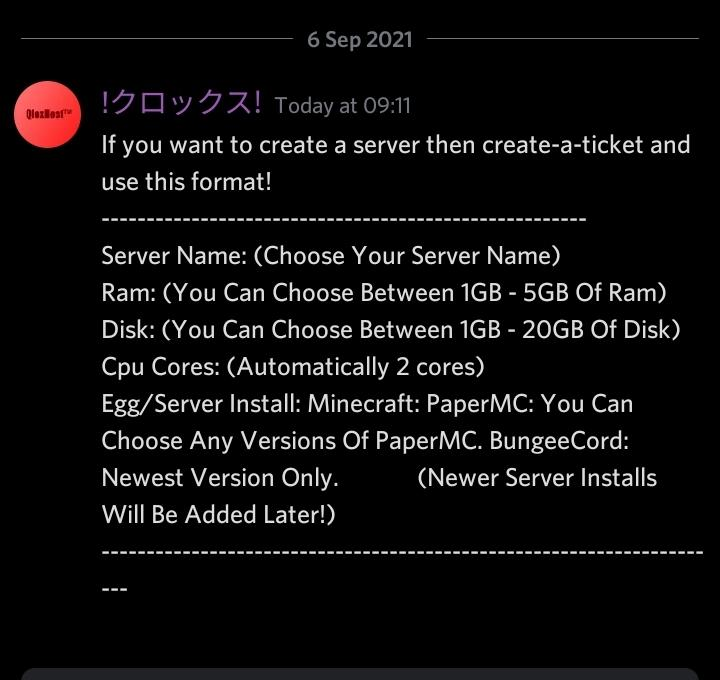 6 Sep 2021
QloxHost™
!クロックス! Today at 09:11
If you want to create a server then create-a-ticket and
use this format!
------------------------------------------------------
Server Name: (Choose Your Server Name)
Ram: (You Can Choose Between 1GB - 5GB Of Ram)
Disk: (You Can Choose Between 1GB - 20GB Of Disk)
Cpu Cores: (Automatically 2 cores)
Egg/Server Install: Minecraft: PaperMC: You Can
Choose Any Versions Of PaperMC. BungeeCord:
Newest Version Only. (Newer Server Installs
Will Be Added Later!)
-------------------------------------------------------------------
---